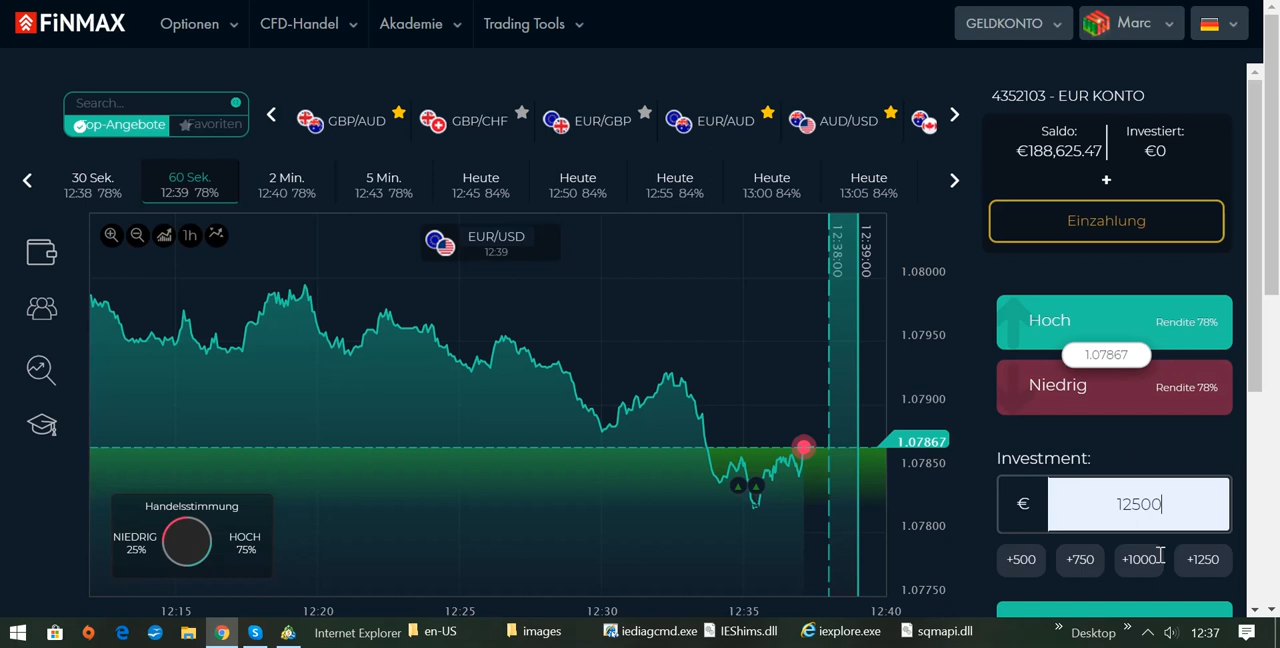 FiNMAX
Optionen
CFD-Handel
Akademie
Trading Tools
GELDKONTO
Marc
Search...
Top-Angebote
Favoriten
GBP/AUD
GBP/CHF
EUR/GBP
EUR/AUD
AUD/USD
4352103 - EUR KONTO
Saldo:
€188,625.47
Investiert:
€0
+
Einzahlung
30 Sek.
12:38 78%
60 Sek.
12:39 78%
2 Min.
12:40 78%
5 Min.
12:43 78%
Heute
12:45 84%
Heute
12:50 84%
Heute
12:55 84%
Heute
13:00 84%
Heute
13:05 84%
1h
EUR/USD
12:39
12:38:00
12:39:00
1.08000
1.07950
1.07900
1.07867
1.07850
1.07800
1.07750
Handelsstimmung
NIEDRIG
25%
HOCH
75%
12:15
12:20
12:25
12:30
12:35
12:40
Hoch
Rendite 78%
1.07867
Niedrig
Rendite 78%
Investment:
€
12500
+500
+750
+1000
+1250
Internet Explorer
en-US
images
iediagcmd.exe
IEShims.dll
iexplore.exe
sqmapi.dll
Desktop
12:37